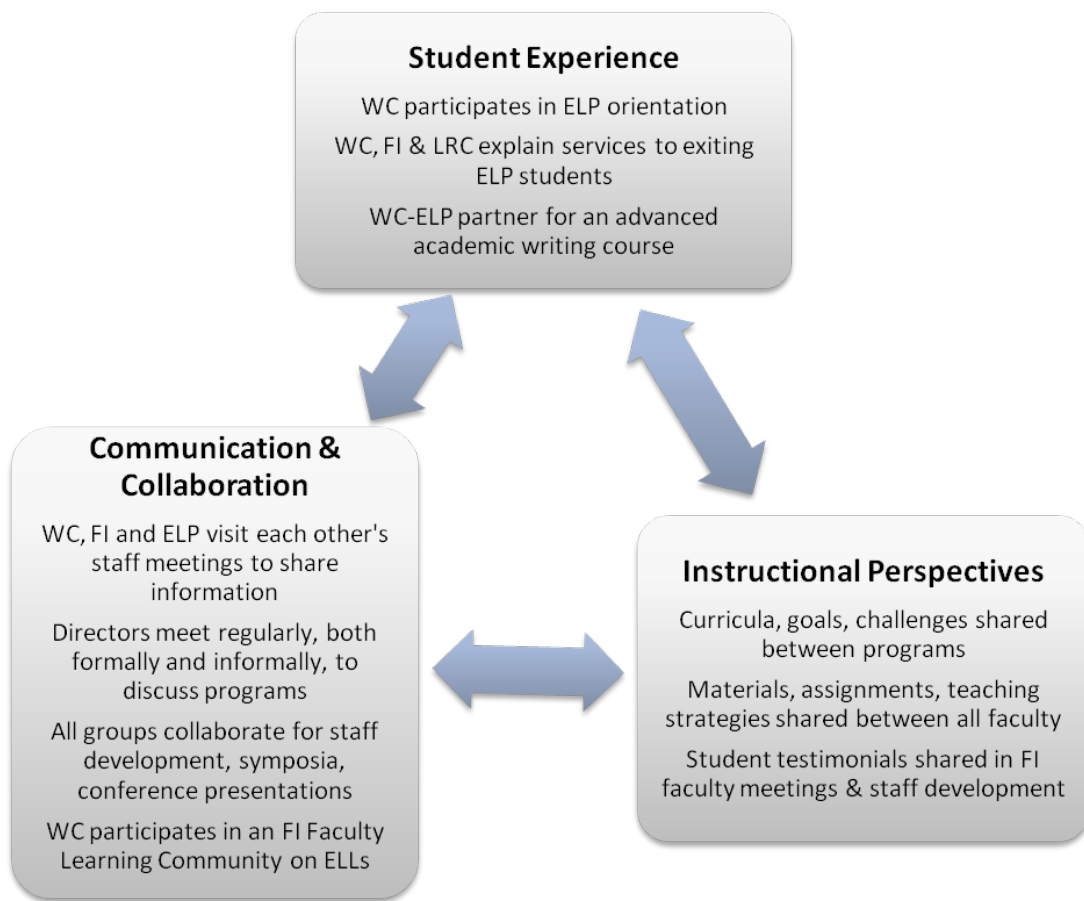 Student Experience
WC participates in ELP orientation
WC, FI & LRC explain services to exiting
ELP students
WC-ELP partner for an advanced
academic writing course
Communication &
Collaboration
WC, FI and ELP visit each other's
staff meetings to share
information
Directors meet regularly, both
formally and informally, to
discuss programs
All groups collaborate for staff
development, symposia,
conference presentations
WC participates in an FI Faculty
Learning Community on ELLs
Instructional Perspectives
Curricula, goals, challenges shared
between programs
Materials, assignments, teaching
strategies shared between all faculty
Student testimonials shared in FI
faculty meetings & staff development